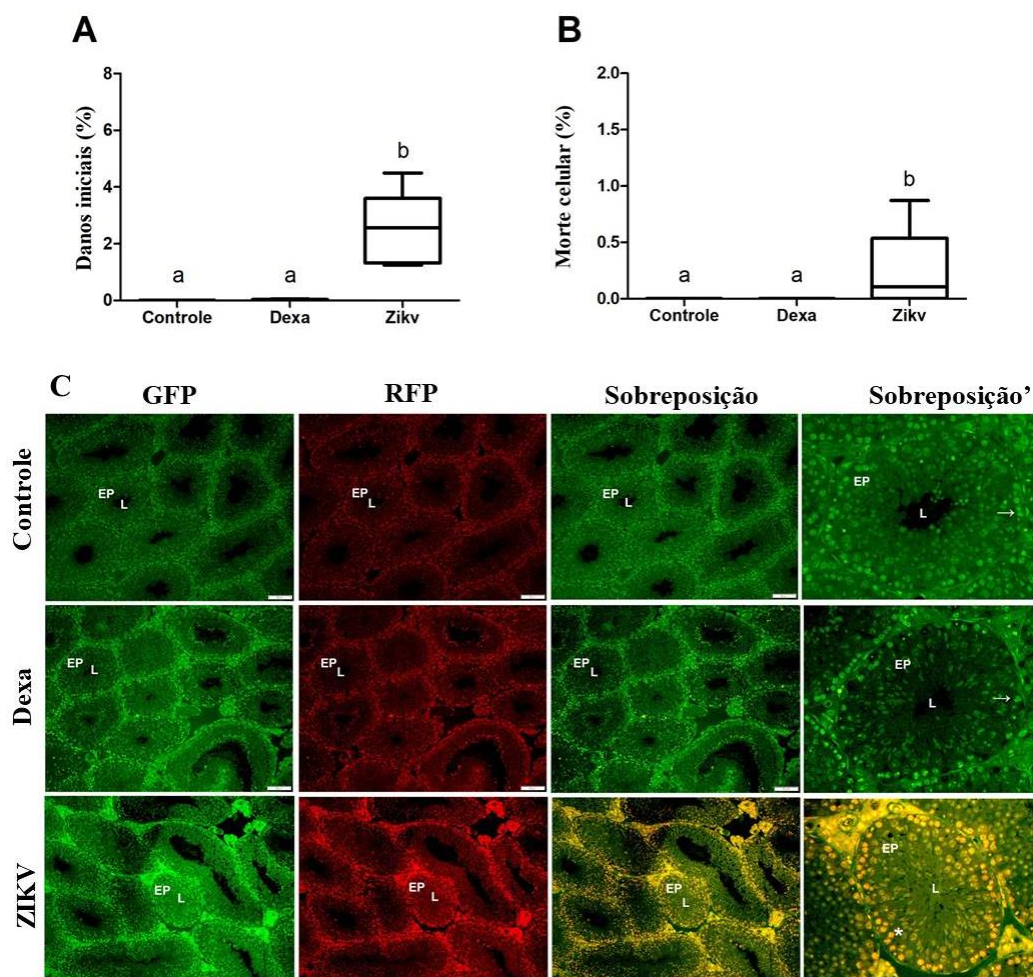 A
B
Danos iniciais (%)
8
6
4
2
0
a
a
b
Controle
Dexa
Zikv
Morte celular (%)
2.0
1.5
1.0
0.5
0.0
a
a
b
Controle
Dexa
Zikv
C
GFP
RFP
Sobreposição
Sobreposição’
Controle
EP L
EP L
EP L
EP L →
Dexa
EP L
EP L
EP L
EP L →
ZIKV
EP L
EP L
EP L
EP L *